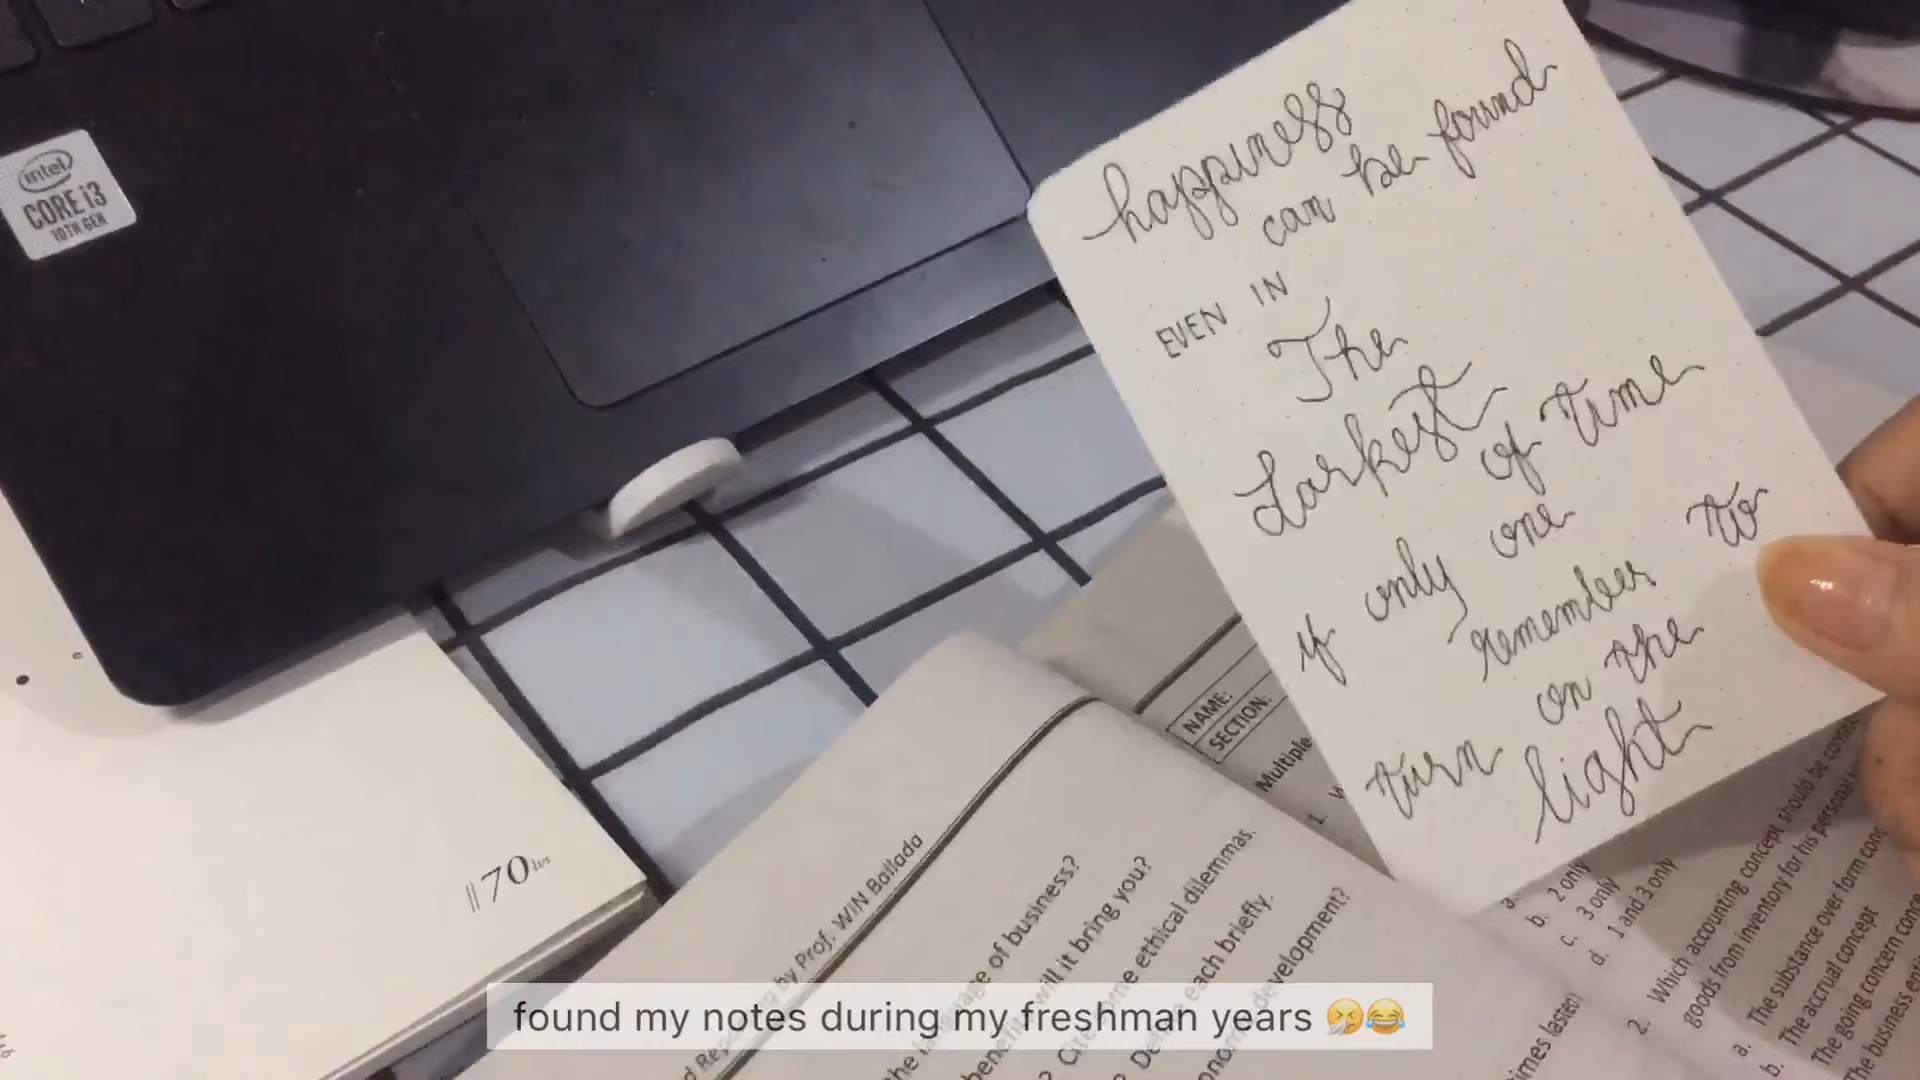 intel
CORE i3
10TH GEN
happiness
can be found
EVEN IN
The
darkest
of time
if only one
remember to
turn on the
light
70 lvs
by Prof. WIN Ballada
of business?
will it bring you?
ethical dilemmas.
each briefly.
development?
NAME:
SECTION:
Multiple
1.
a.
b. 2 only
c. 3 only
d. 1 and 3 only
2. Which accounting concept should be
goods from inventory for his personal
a. The substance over form
b. The accrual concept
The going concern
The business
found my notes during my freshman years 🤧😂